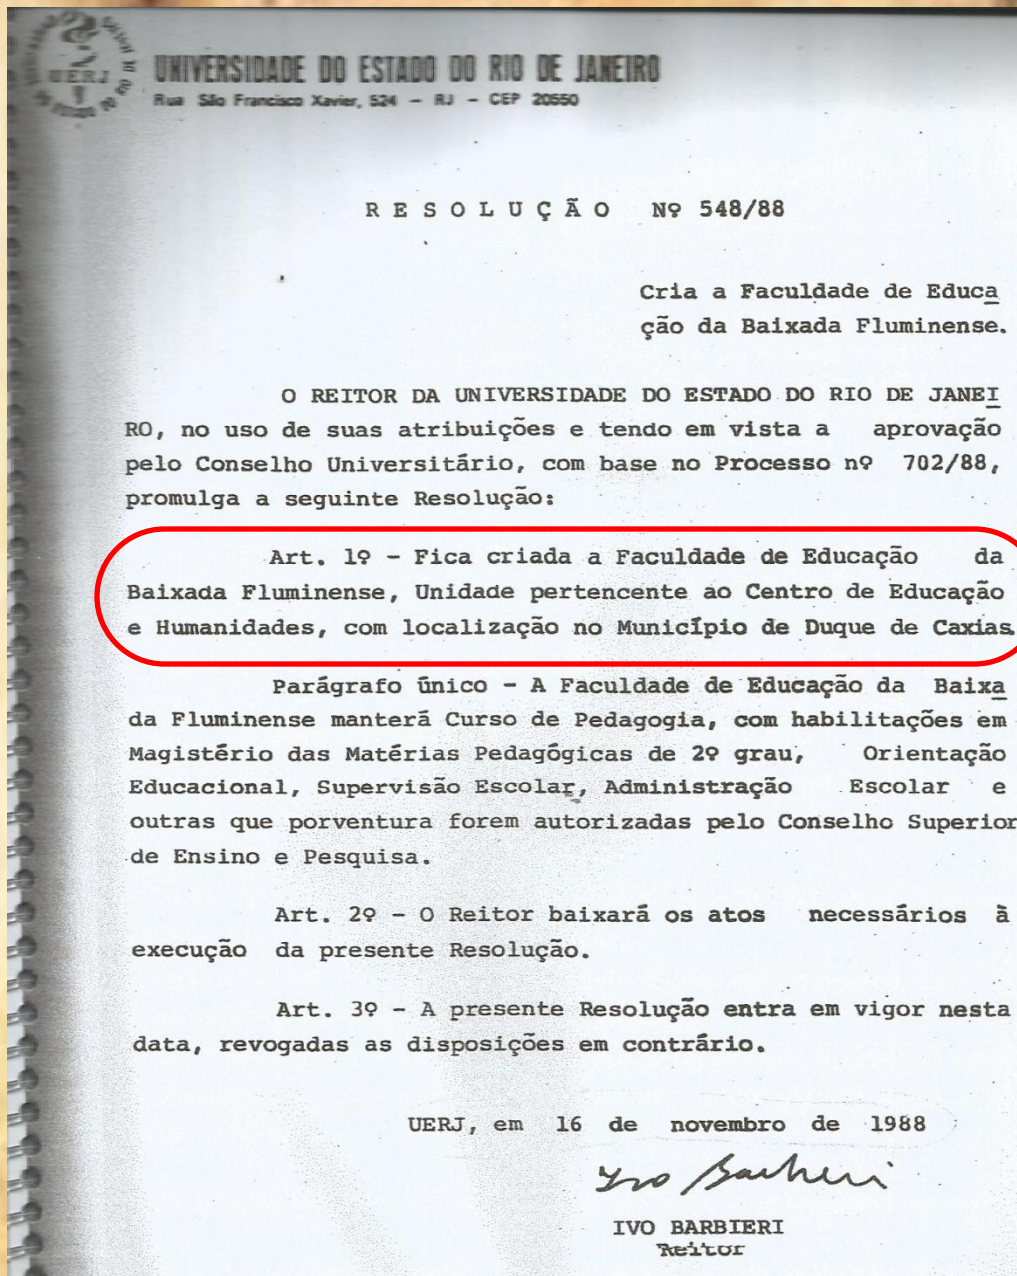 UERJ
UNIVERSIDADE DO ESTADO DO RIO DE JANEIRO
Rua São Francisco Xavier, 524 – RJ – CEP 20550
RESOLUÇÃO Nº 548/88
Cria a Faculdade de Educa
ção da Baixada Fluminense.
O REITOR DA UNIVERSIDADE DO ESTADO DO RIO DE JANEI
RO, no uso de suas atribuições e tendo em vista a aprovação
pelo Conselho Universitário, com base no Processo nº 702/88,
promulga a seguinte Resolução:
Art. 1º - Fica criada a Faculdade de Educação da
Baixada Fluminense, Unidade pertencente ao Centro de Educação
e Humanidades, com localização no Município de Duque de Caxias
Parágrafo único - A Faculdade de Educação da Baixa
da Fluminense manterá Curso de Pedagogia, com habilitações em
Magistério das Matérias Pedagógicas de 2º grau, Orientação
Educacional, Supervisão Escolar, Administração Escolar e
outras que porventura forem autorizadas pelo Conselho Superior
de Ensino e Pesquisa.
Art. 2º - O Reitor baixará os atos necessários à
execução da presente Resolução.
Art. 3º - A presente Resolução entra em vigor nesta
data, revogadas as disposições em contrário.
UERJ, em 16 de novembro de 1988
Ivo Barbieri
IVO BARBIERI
Reitor